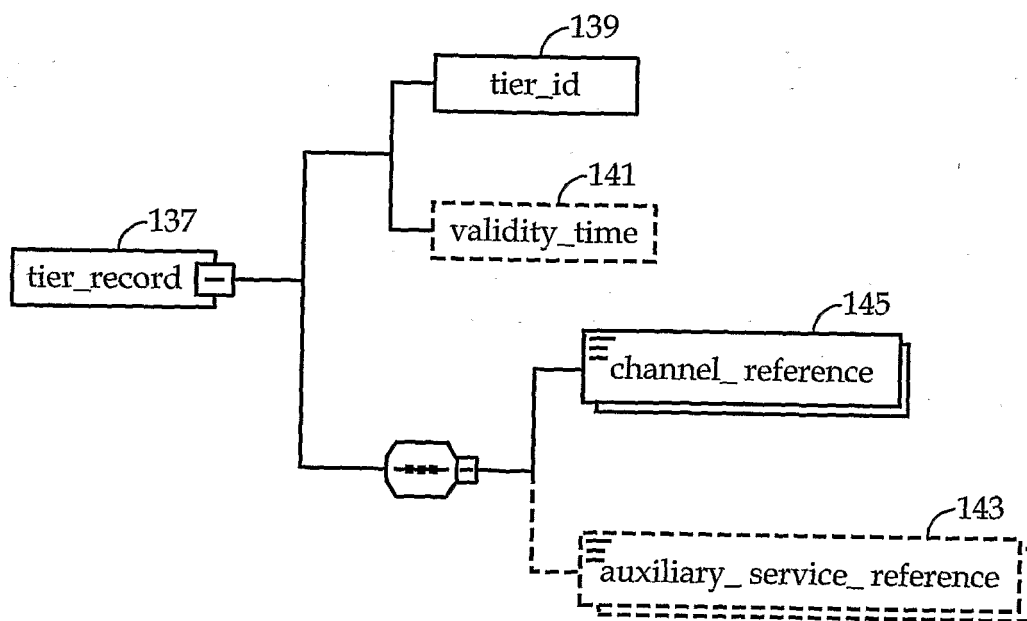 139
tier_id
141
validity_time
137
tier_record
145
channel_ reference
143
auxiliary_ service_ reference